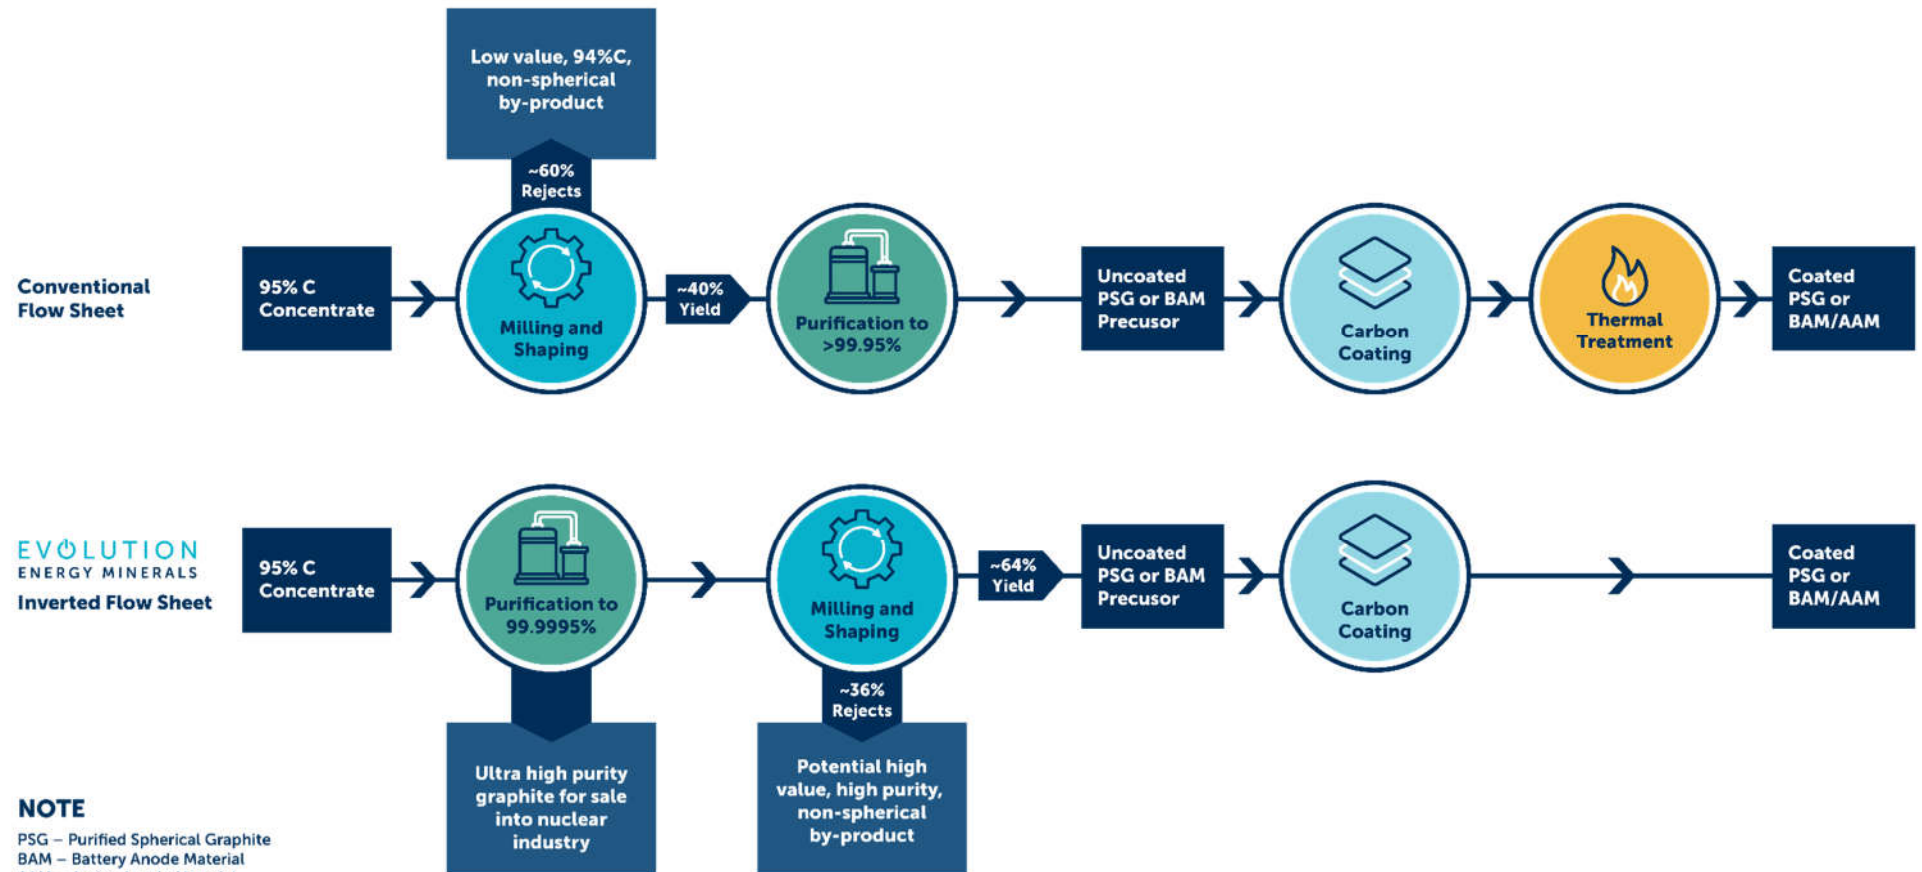 Low value, 94%C,
non-spherical
by-product
~60%
Rejects
Conventional
Flow Sheet
95% C
Concentrate
Milling and
Shaping
~40%
Yield
Purification to
>99.95%
Uncoated
PSG or BAM
Precusor
Carbon
Coating
Thermal
Treatment
Coated
PSG or
BAM/AAM
EVOLUTION
ENERGY MINERALS
Inverted Flow Sheet
95% C
Concentrate
Purification to
99.9995%
Milling and
Shaping
~64%
Yield
Uncoated
PSG or BAM
Precusor
Carbon
Coating
Coated
PSG or
BAM/AAM
~36%
Rejects
Ultra high purity
graphite for sale
into nuclear
industry
Potential high
value, high purity,
non-spherical
by-product
NOTE
PSG – Purified Spherical Graphite
BAM – Battery Anode Material